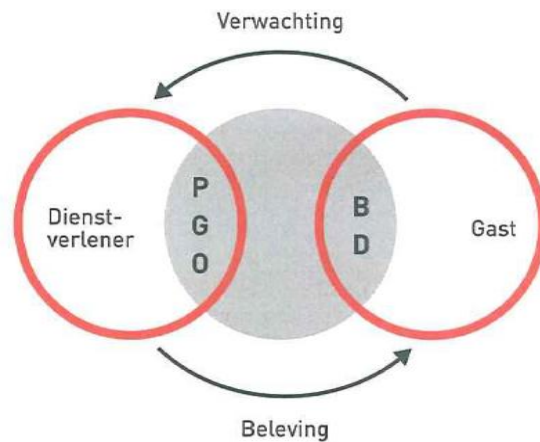 Verwachting
Dienst-
verlener
P
G
O
B
D
Gast
Beleving